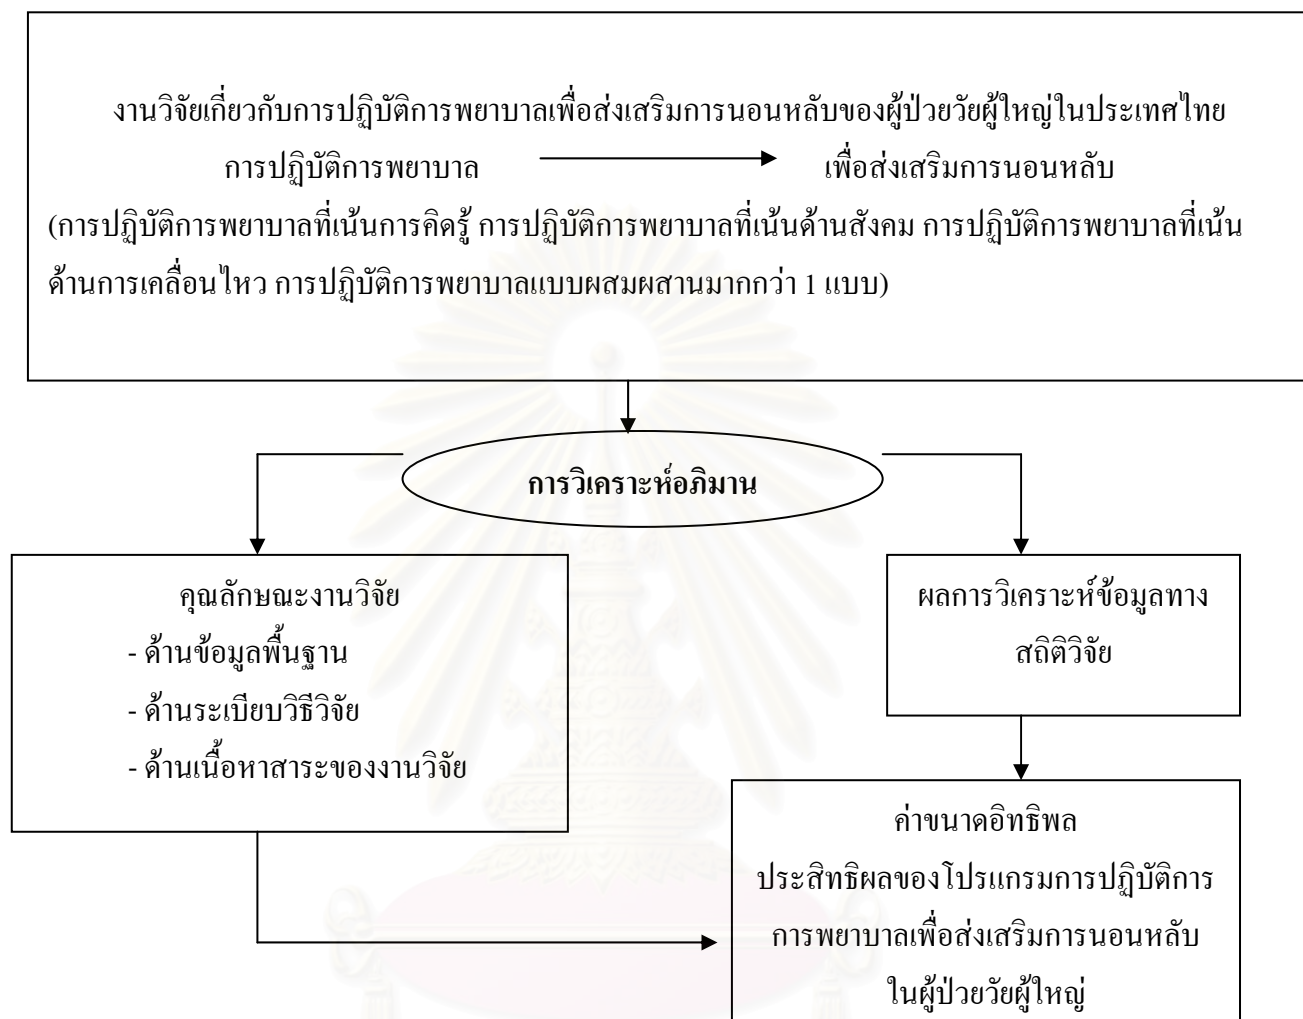 งานวิจัยเกี่ยวกับการปฏิบัติการพยาบาลเพื่อส่งเสริมการนอนหลับของผู้ป่วยวัยผู้ใหญ่ในประเทศไทย
การปฏิบัติการพยาบาล เพื่อส่งเสริมการนอนหลับ
(การปฏิบัติการพยาบาลที่เน้นการคิดรู้ การปฏิบัติการพยาบาลที่เน้นด้านสังคม การปฏิบัติการพยาบาลที่เน้น
ด้านการเคลื่อนไหว การปฏิบัติการพยาบาลแบบผสมผสานมากกว่า 1 แบบ)
การวิเคราะห์อภิมาน
คุณลักษณะงานวิจัย
- ด้านข้อมูลพื้นฐาน
- ด้านระเบียบวิธีวิจัย
- ด้านเนื้อหาสาระของงานวิจัย
ผลการวิเคราะห์ข้อมูลทาง
สถิติวิจัย
ค่าขนาดอิทธิพล
ประสิทธิผลของโปรแกรมการปฏิบัติการ
การพยาบาลเพื่อส่งเสริมการนอนหลับ
ในผู้ป่วยวัยผู้ใหญ่